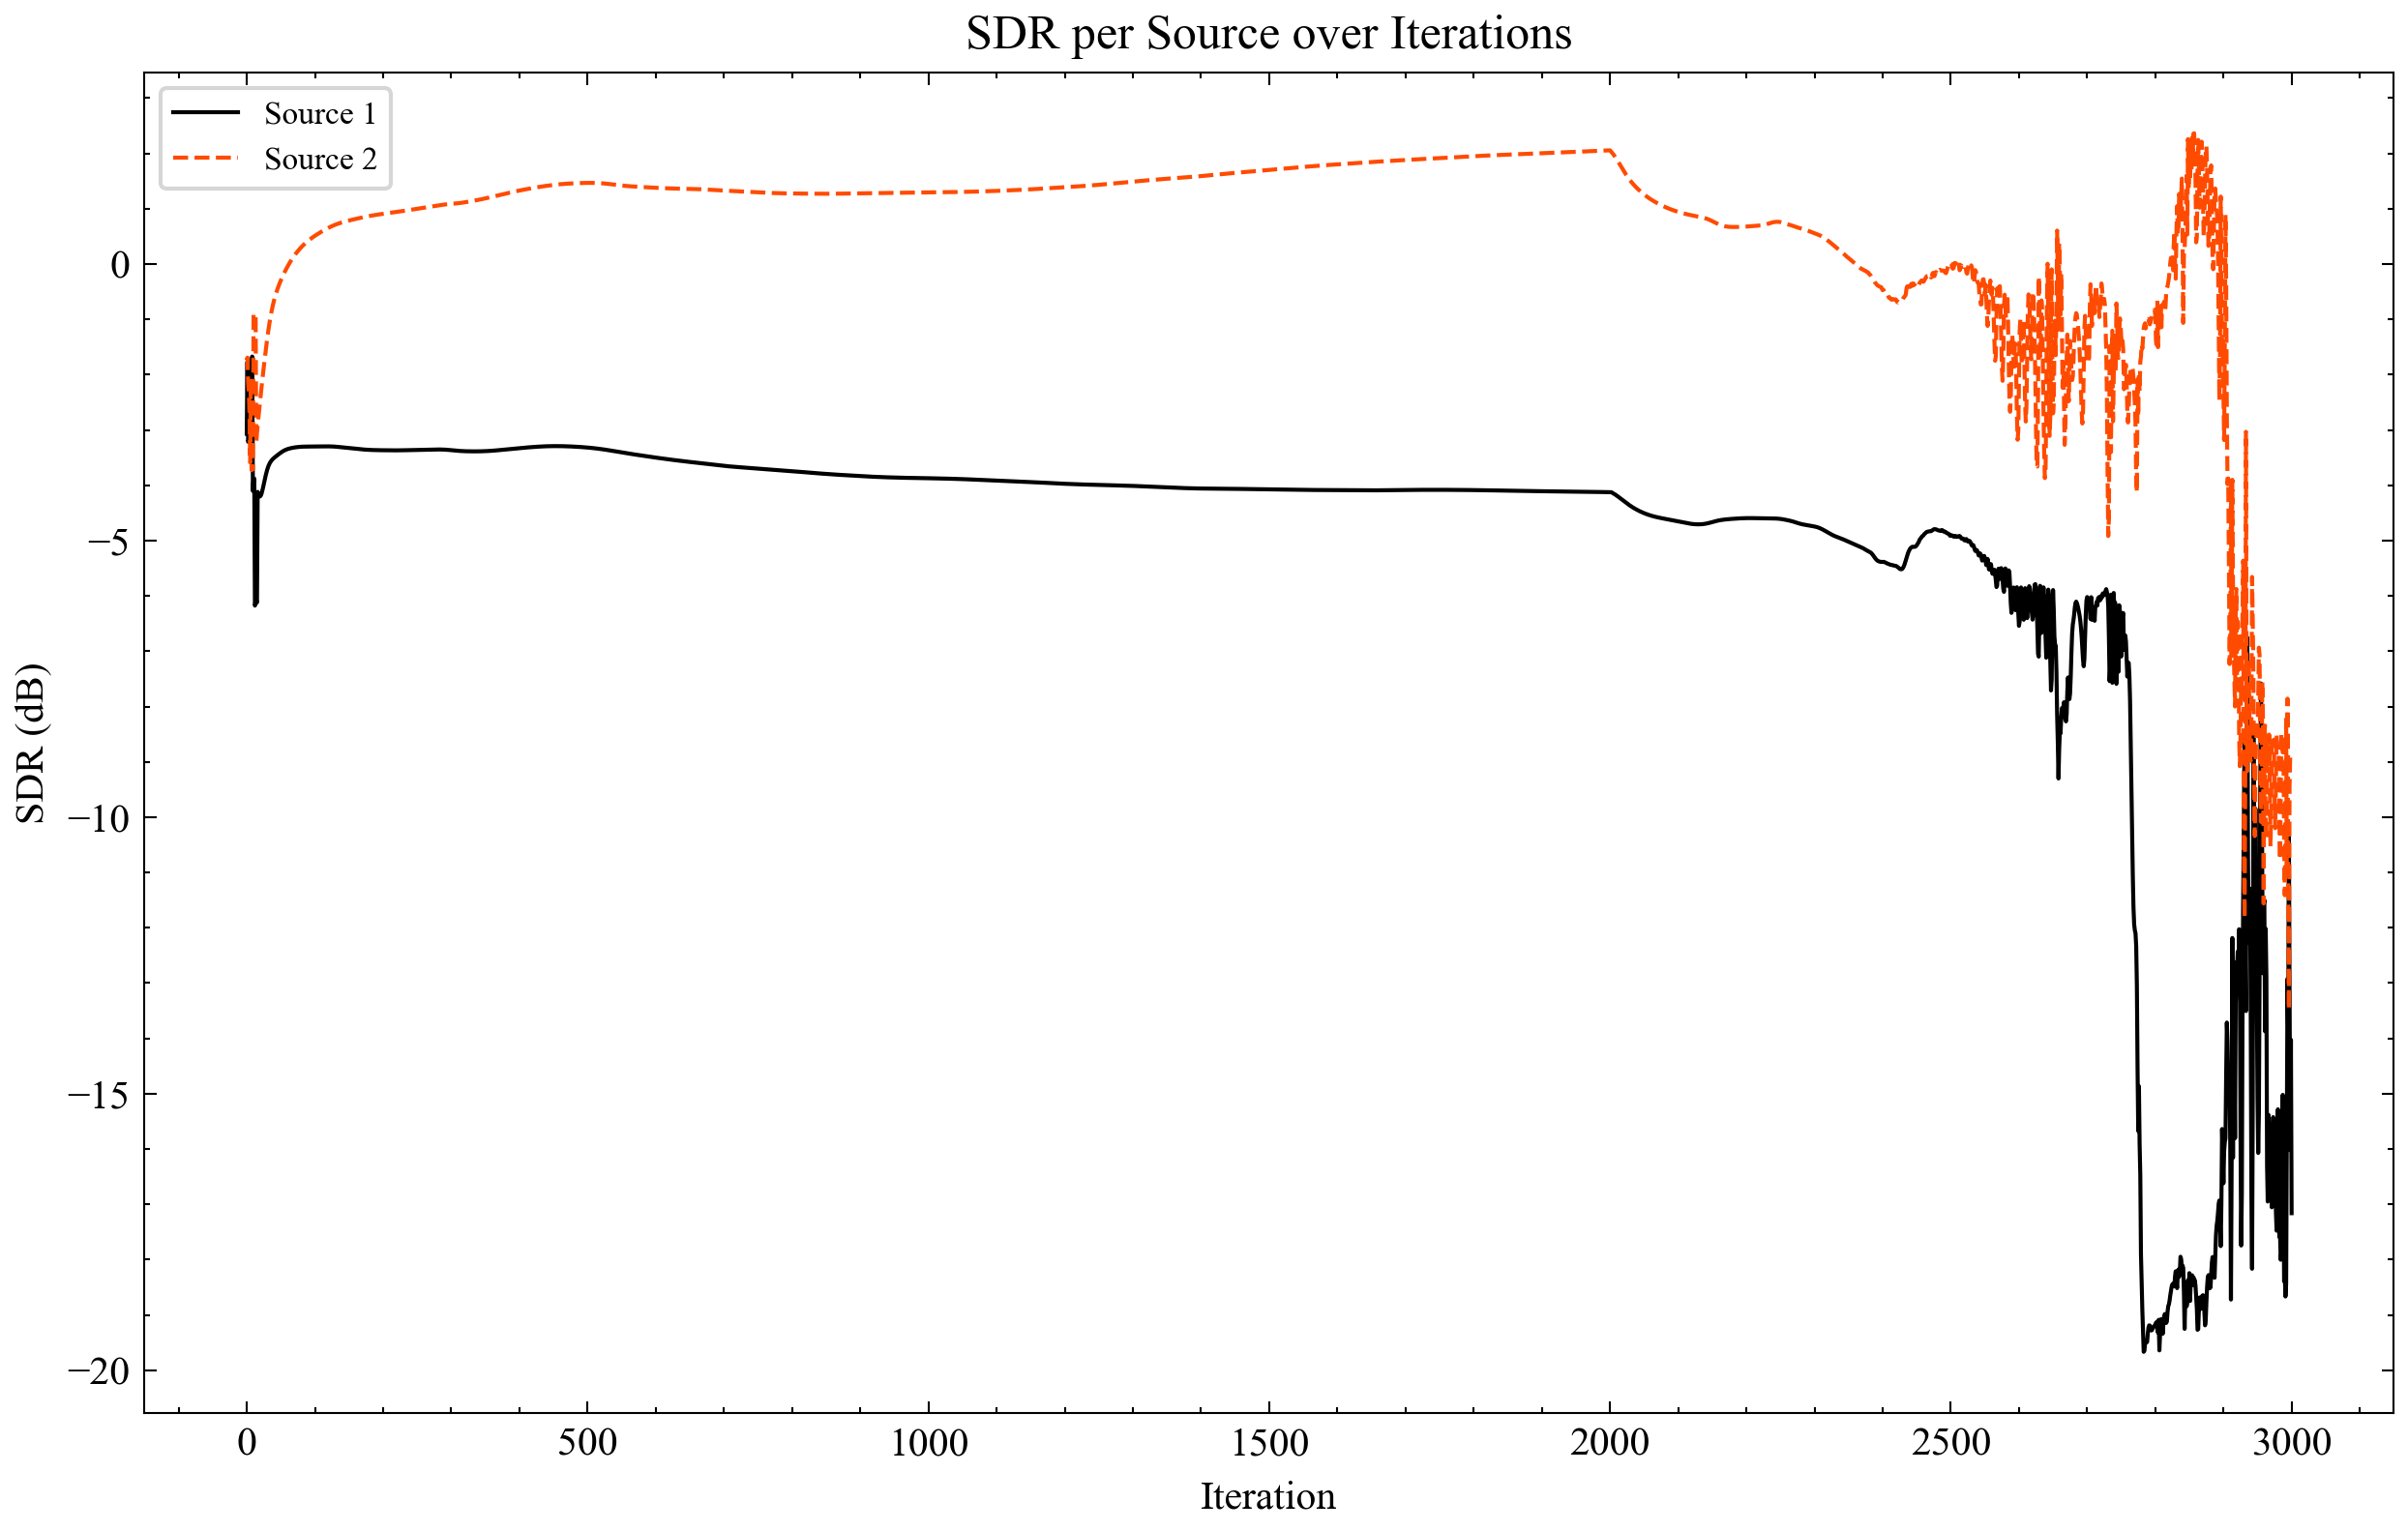 SDR per Source over Iterations
Source 1
Source 2
0
−5
−10
−15
−20
SDR (dB)
0 500 1000 1500 2000 2500 3000
Iteration